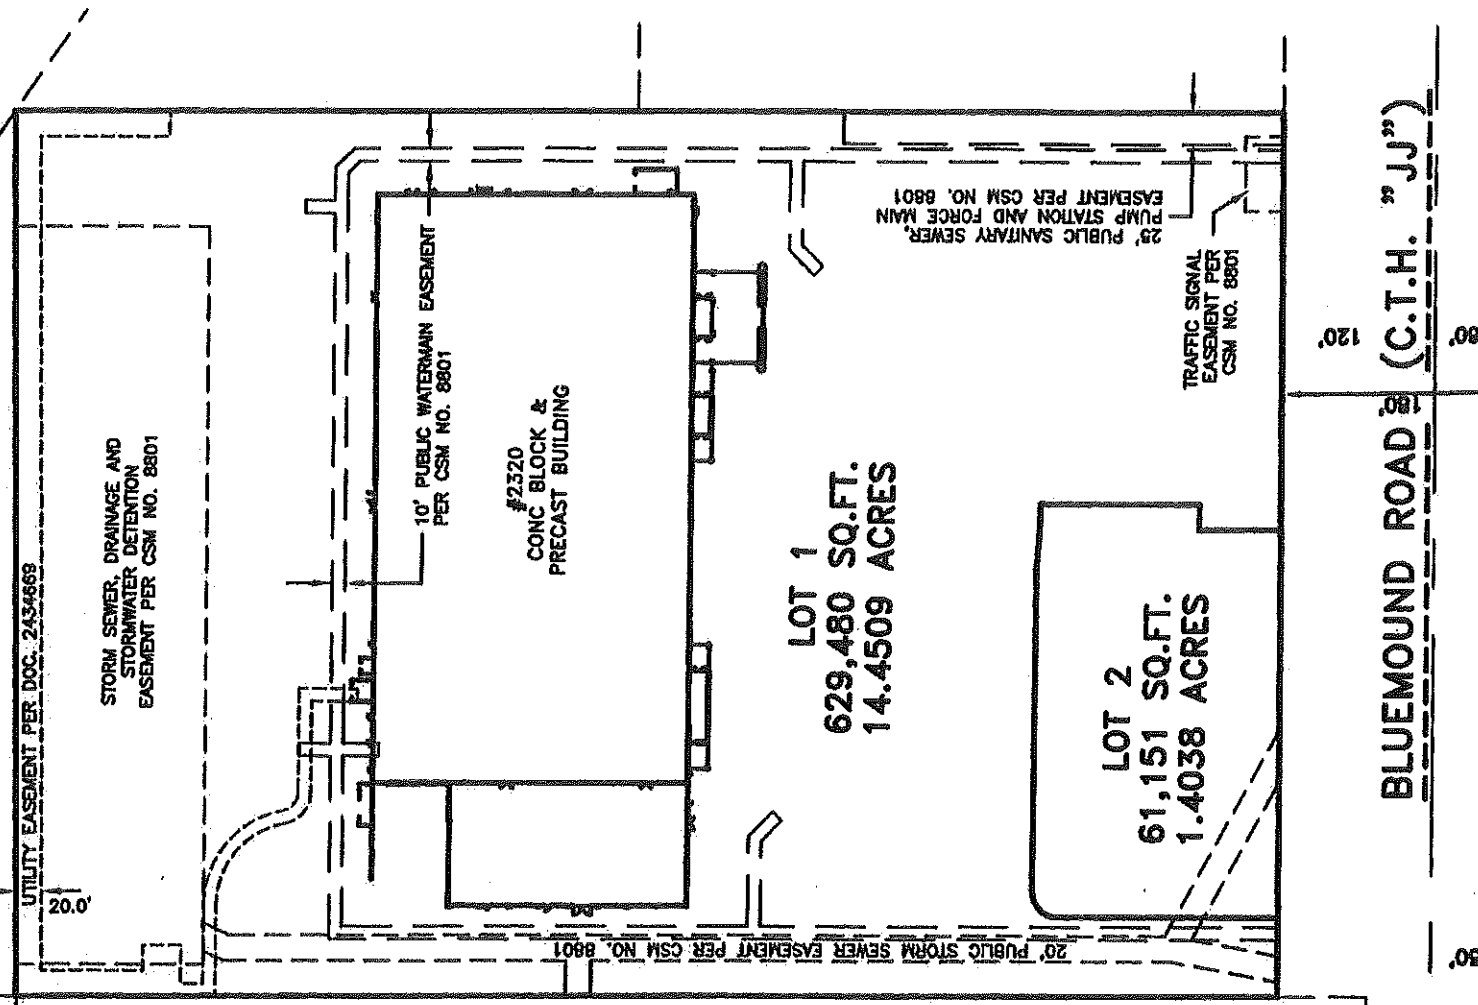 UTILITY EASEMENT PER DOC. 2434669
20.0'
STORM SEWER, DRAINAGE AND
STORMWATER DETENTION
EASEMENT PER CSM NO. 8801
10' PUBLIC WATERMAIN EASEMENT
PER CSM NO. 8801
#2320
CONC BLOCK &
PRECAST BUILDING
25' PUBLIC SANITARY SEWER,
PUMP STATION AND FORCE MAIN
EASEMENT PER CSM NO. 8801
TRAFFIC SIGNAL
EASEMENT PER
CSM NO. 8801
LOT 1
629,480 SQ.FT.
14.4509 ACRES
LOT 2
61,151 SQ.FT.
1.4038 ACRES
20' PUBLIC STORM SEWER EASEMENT PER CSM NO. 8801
BLUEMOUND ROAD (C.T.H. "JJ")
120'
180'